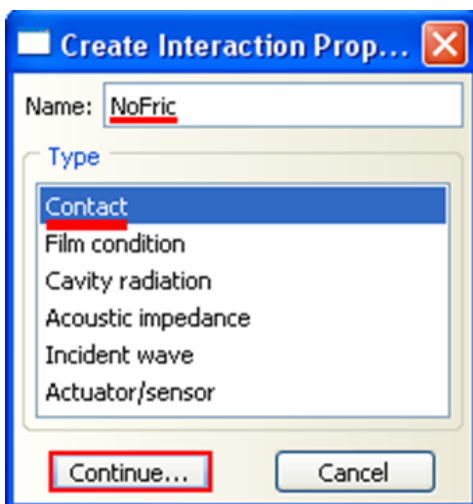 Create Interaction Prop...
Name: NoFric
Type
Contact
Film condition
Cavity radiation
Acoustic impedance
Incident wave
Actuator/sensor
Continue... Cancel